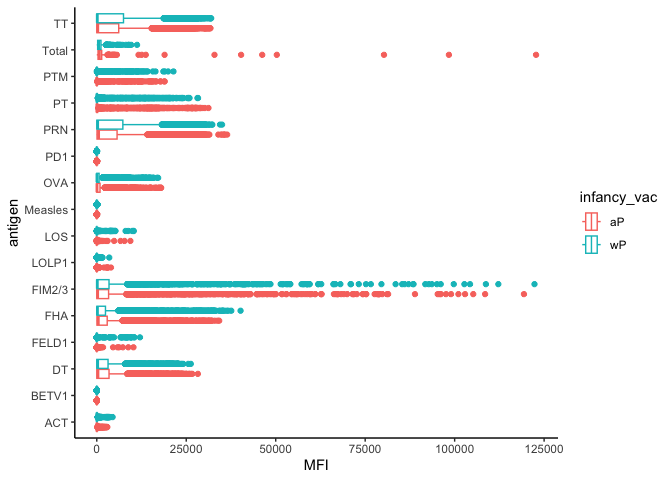 TT
Total
PTM
PT
PRN
PD1
OVA
Measles
LOS
LOLP1
FIM2/3
FHA
FELD1
DT
BETV1
ACT
antigen
0
25000
50000
75000
100000
125000
MFI
infancy_vac
aP
wP